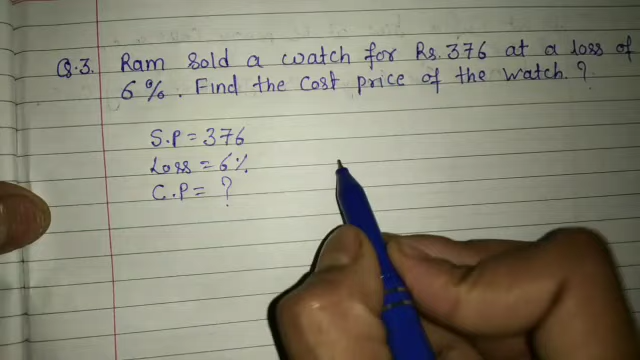 Q.3. Ram sold a watch for Rs. 376 at a loss of
6%. Find the cost price of the watch. ?
S.P = 376
Loss = 6%
C.P = ?